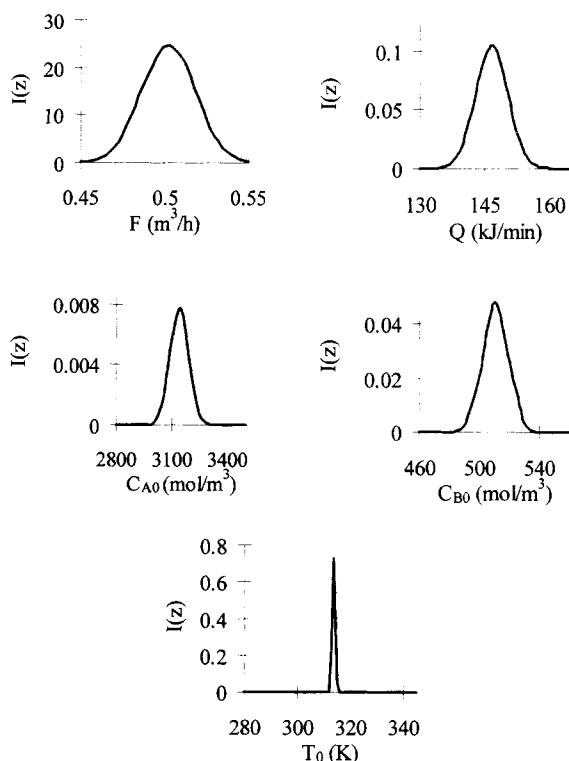 I(z)
30
20
10
0
0.45 0.5 0.55
F (m³/h)
I(z)
0.1
0.05
0
130 145 160
Q (kJ/min)
I(z)
0.008
0.004
0
2800 3100 3400
C_A0 (mol/m³)
I(z)
0.04
0.02
0
460 500 540
C_B0 (mol/m³)
I(z)
0.8
0.6
0.4
0.2
0
280 300 320 340
T₀ (K)